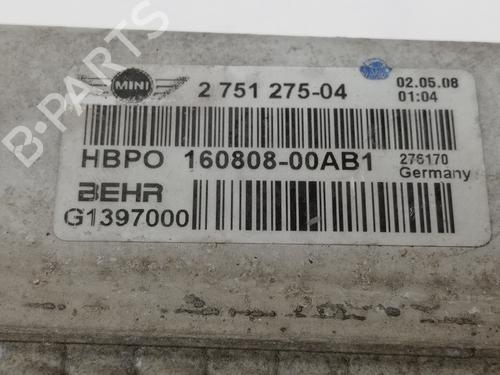 MINI 2 751 275-04 02.05.08
01:04
HBPO 160808-00AB1 276170
Germany
BEHR
G1397000
B-PARTS